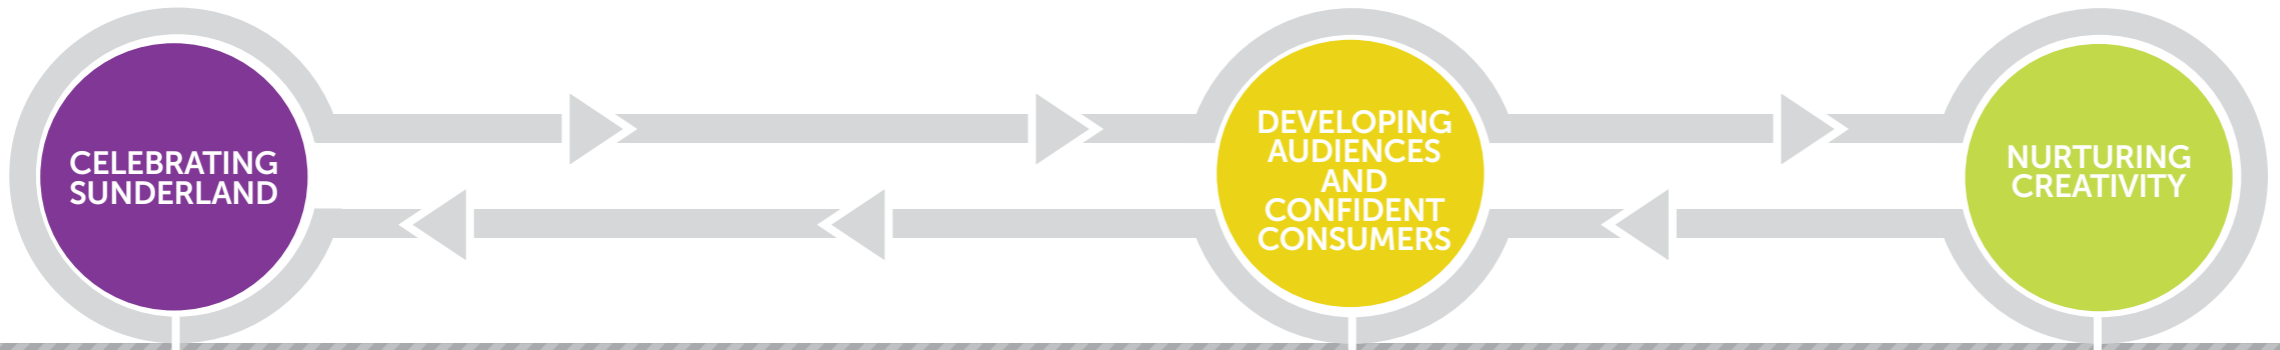 CELEBRATING
SUNDERLAND
DEVELOPING
AUDIENCES
AND
CONFIDENT
CONSUMERS
NURTURING
CREATIVITY